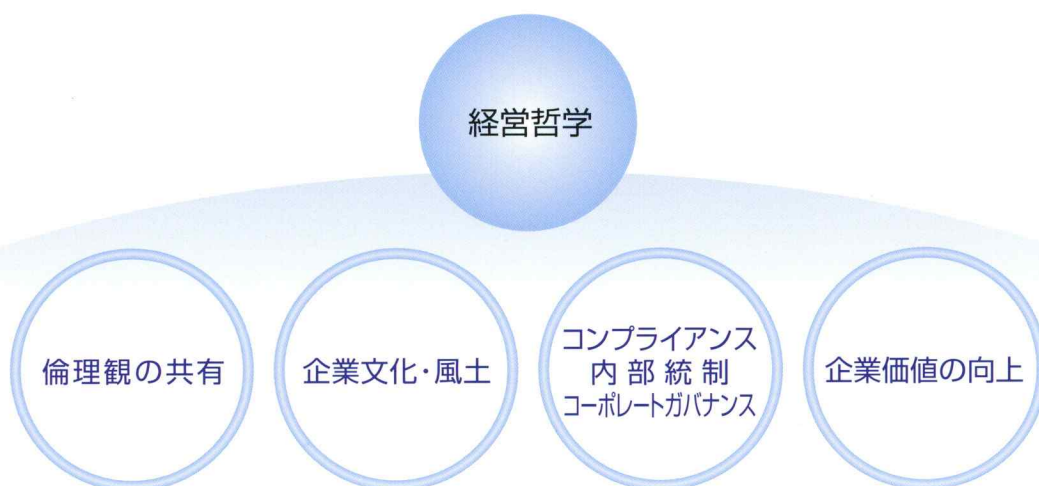 経営哲学
倫理観の共有
企業文化・風土
コンプライアンス
内部統制
コーポレートガバナンス
企業価値の向上